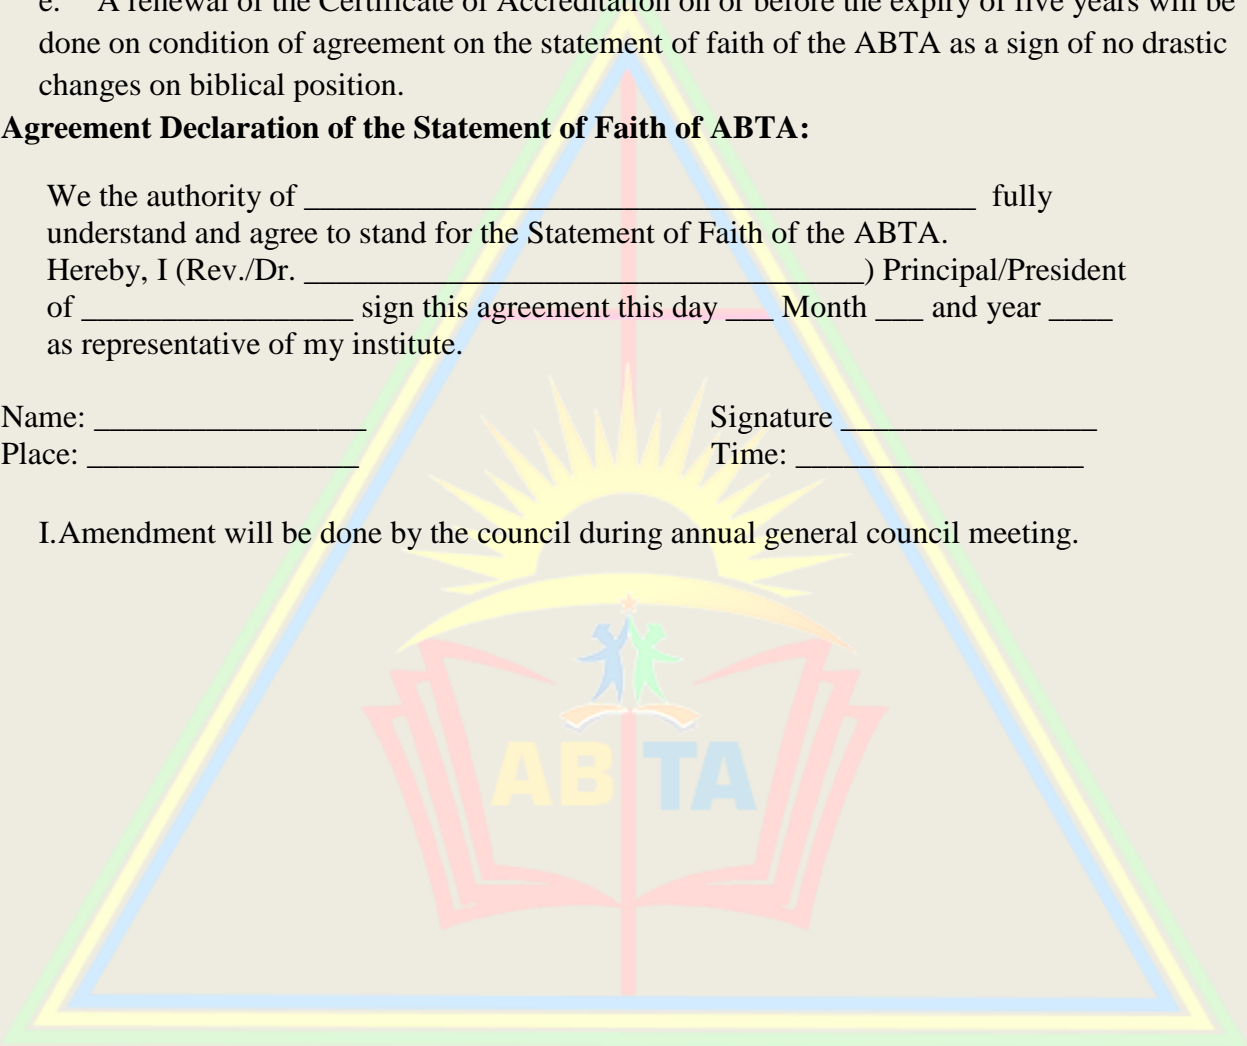 e. A renewal of the Certificate of Accreditation on or before the expiry of five years will be
done on condition of agreement on the statement of faith of the ABTA as a sign of no drastic
changes on biblical position.
Agreement Declaration of the Statement of Faith of ABTA:
We the authority of __________________________________________ fully
understand and agree to stand for the Statement of Faith of the ABTA.
Hereby, I (Rev./Dr. ___________________________________) Principal/President
of _________________ sign this agreement this day ___ Month ___ and year ____
as representative of my institute.
Name: _________________ Signature ________________
Place: _________________ Time: __________________
I.Amendment will be done by the council during annual general council meeting.
AB TA